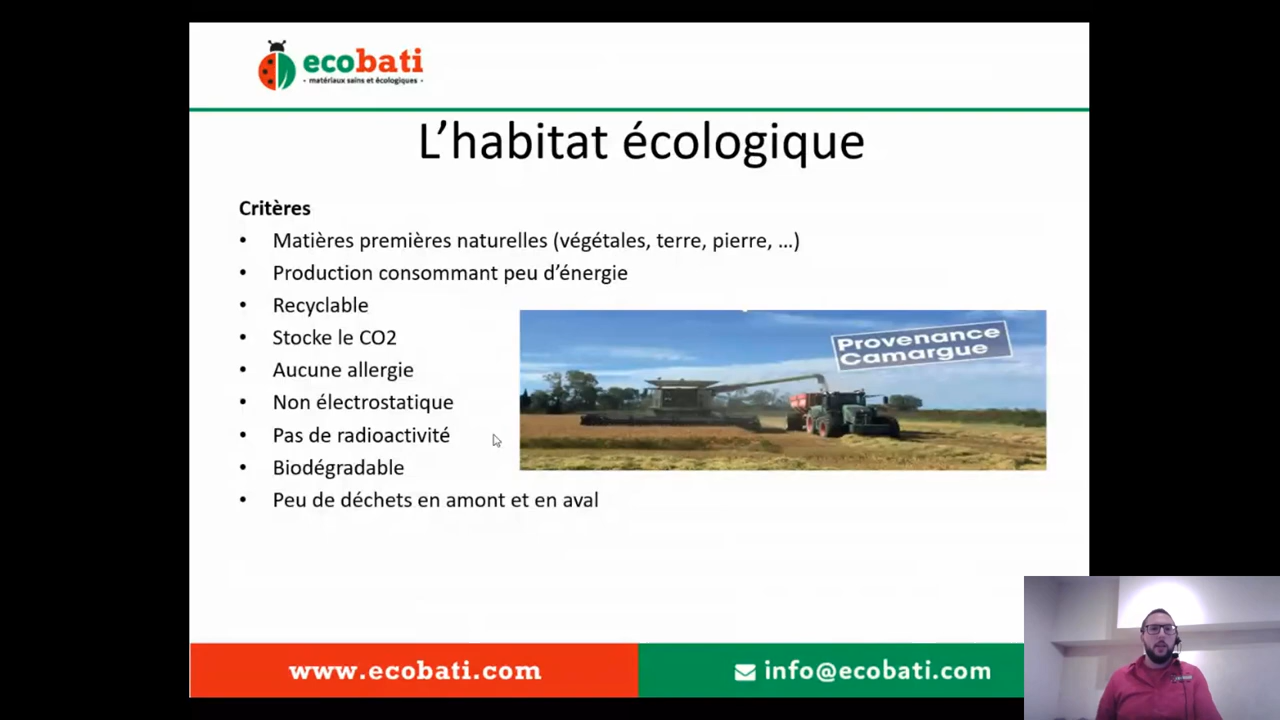 ecobati
• matériaux sains et écologiques •
L’habitat écologique
Critères
• Matières premières naturelles (végétales, terre, pierre, …)
• Production consommant peu d’énergie
• Recyclable
• Stocke le CO2
• Aucune allergie
• Non électrostatique
• Pas de radioactivité
• Biodégradable
• Peu de déchets en amont et en aval
Provenance
Camargue
www.ecobati.com
info@ecobati.com